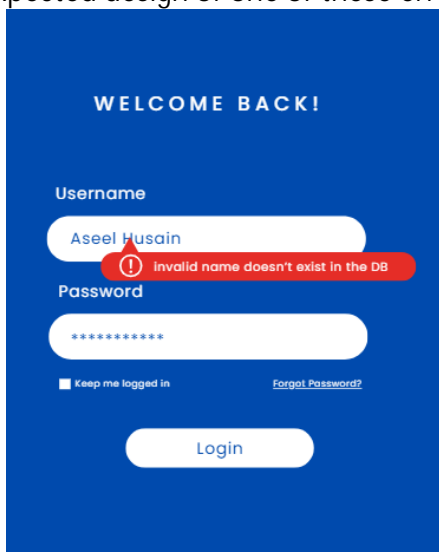 WELCOME BACK!
Username
Aseel Husain
invalid name doesn't exist in the DB
Password
***********
Keep me logged in
Forgot Password?
Login